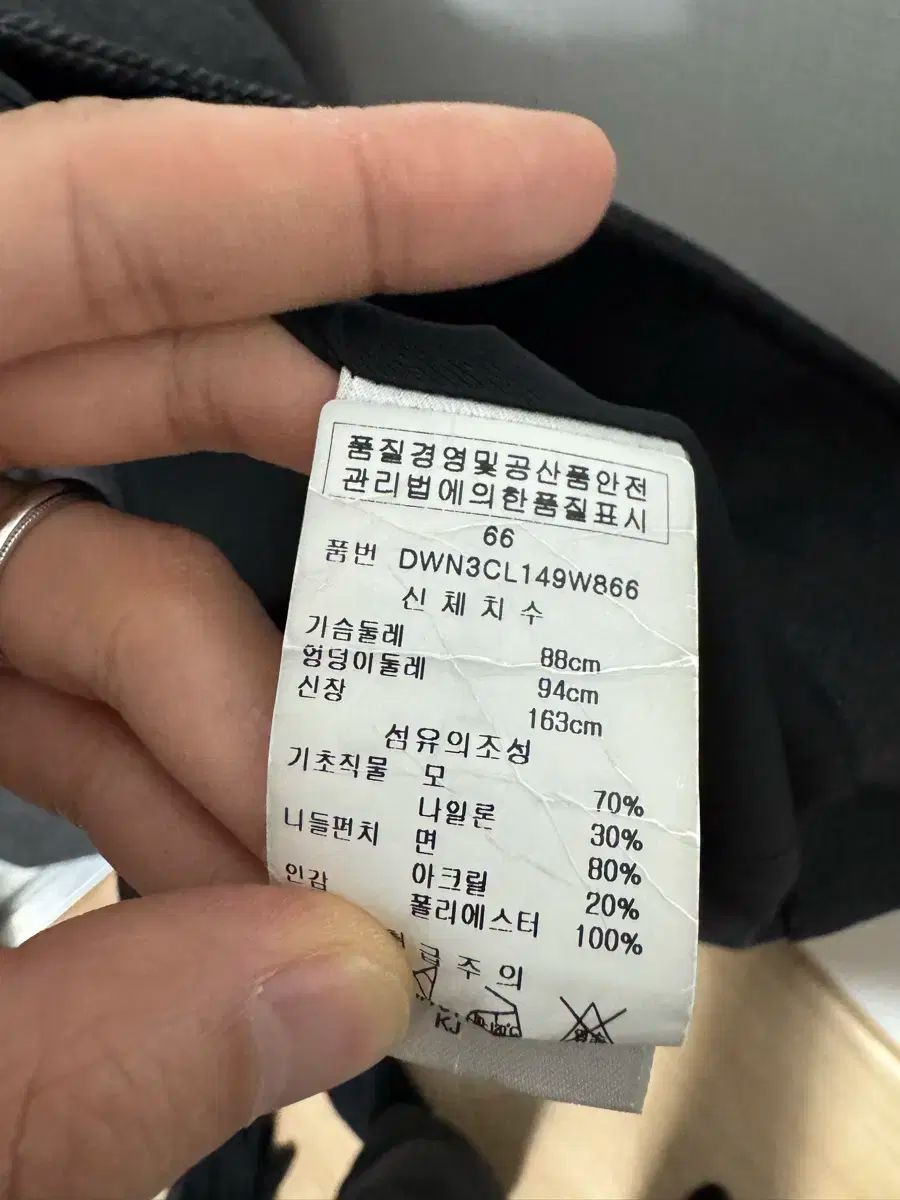 품질경영및공산품안전
관리법에의한품질표시
66
품번 DWN3CL149W866
신체치수
기슴둘레 88cm
엉덩이둘레 94cm
신장 163cm
섬유의조성
기초직물 모 70%
나일론 30%
니들펀치 면 80%
아크릴 20%
인감 폴리에스터 100%
급주의